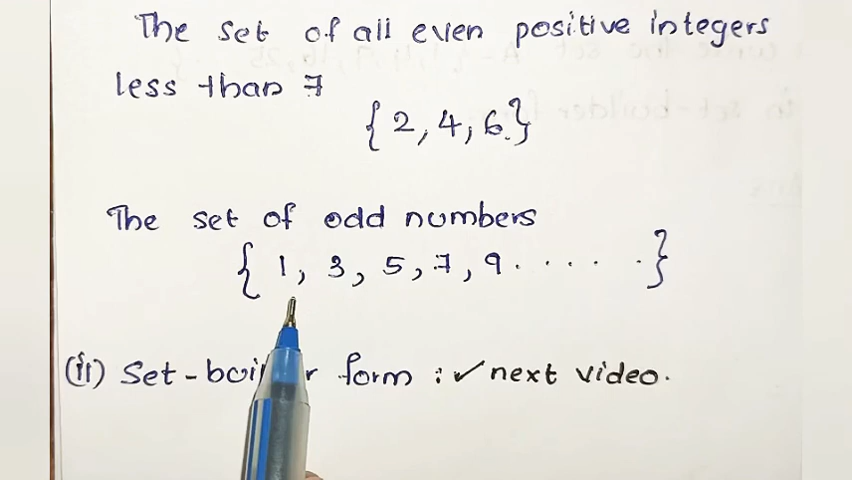 The set of all even positive integers
less than 7
{2, 4, 6.}
The set of odd numbers
{ 1, 3, 5, 7, 9 . . . . . }
(ii) Set-builder form : ✓ next video.